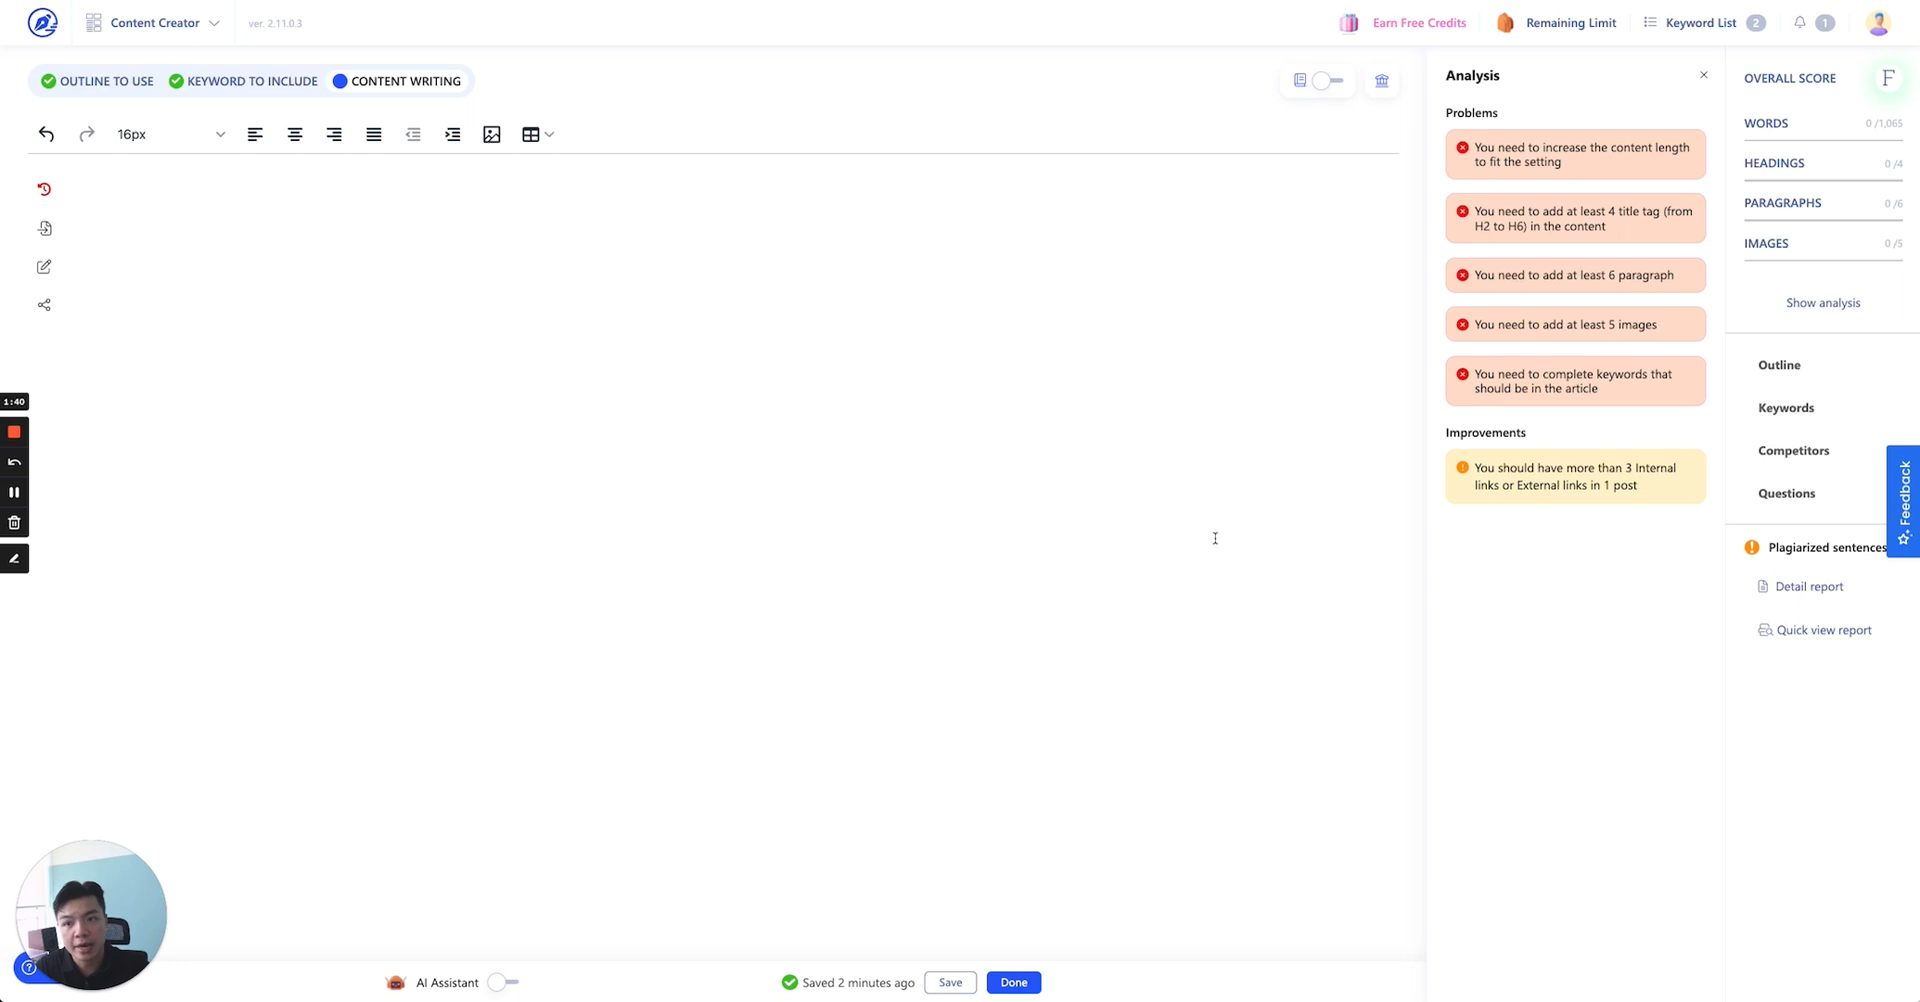 Content Creator
ver. 2.11.0.3
Earn Free Credits
Remaining Limit
Keyword List 2
1
OUTLINE TO USE
KEYWORD TO INCLUDE
CONTENT WRITING
16px
1:40
Analysis
Problems
You need to increase the content length
to fit the setting
You need to add at least 4 title tag (from
H2 to H6) in the content
You need to add at least 6 paragraph
You need to add at least 5 images
You need to complete keywords that
should be in the article
Improvements
You should have more than 3 Internal
links or External links in 1 post
OVERALL SCORE F
WORDS 0 /1,065
HEADINGS 0 /4
PARAGRAPHS 0 /6
IMAGES 0 /5
Show analysis
Outline
Keywords
Competitors
Questions
Feedback
Plagiarized sentences
Detail report
Quick view report
AI Assistant
Saved 2 minutes ago
Save
Done